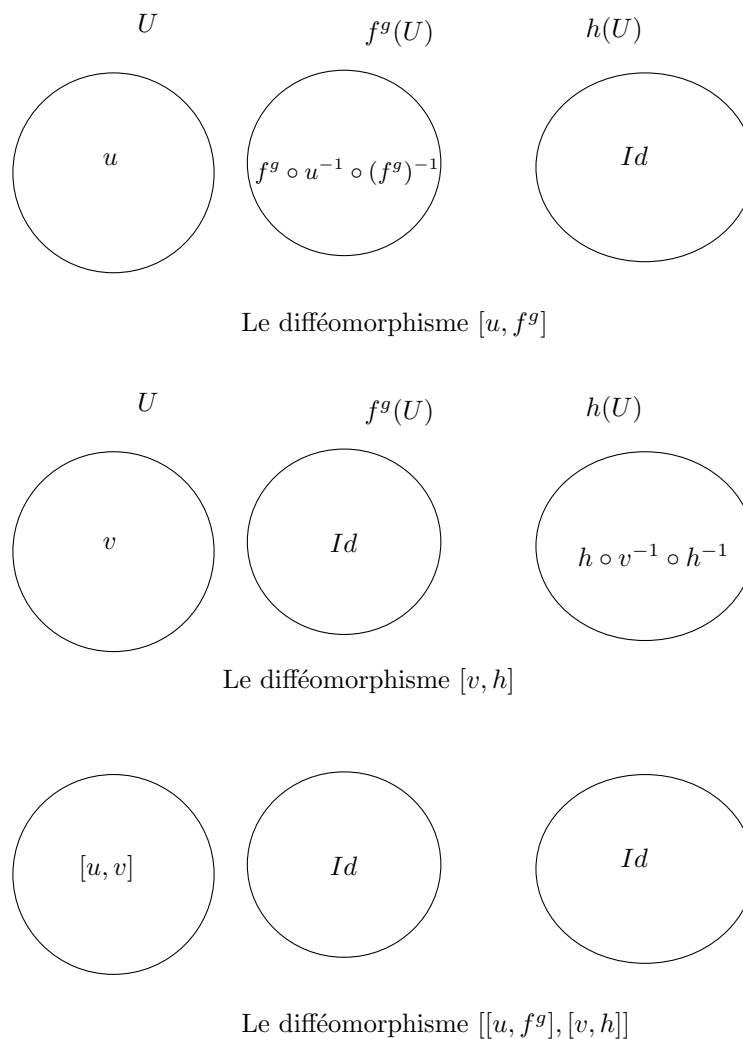 U f^g(U) h(U)
u f^g ∘ u^{-1} ∘ (f^g)^{-1} Id
Le difféomorphisme [u, f^g]
U f^g(U) h(U)
v Id h ∘ v^{-1} ∘ h^{-1}
Le difféomorphisme [v, h]
[u, v] Id Id
Le difféomorphisme [[u, f^g], [v, h]]